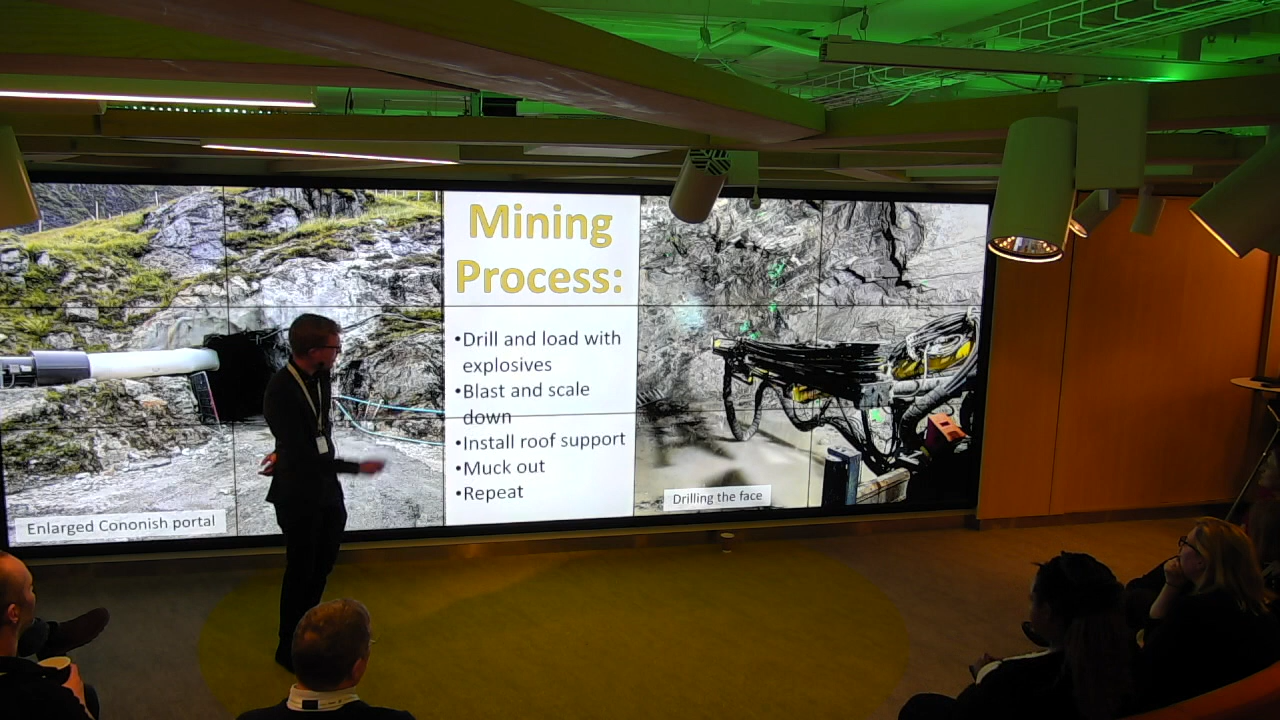 Mining
Process:
•Drill and load with
explosives
•Blast and scale
down
•Install roof support
•Muck out
•Repeat
Enlarged Cononish portal
Drilling the face